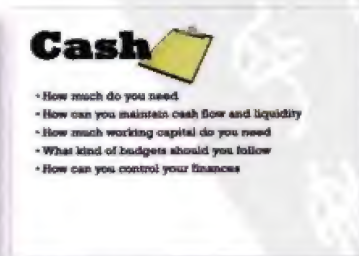 Cash
• How much do you need
• How can you maintain cash flow and liquidity
• How much working capital do you need
• What kind of budgets should you follow
• How can you control your finances